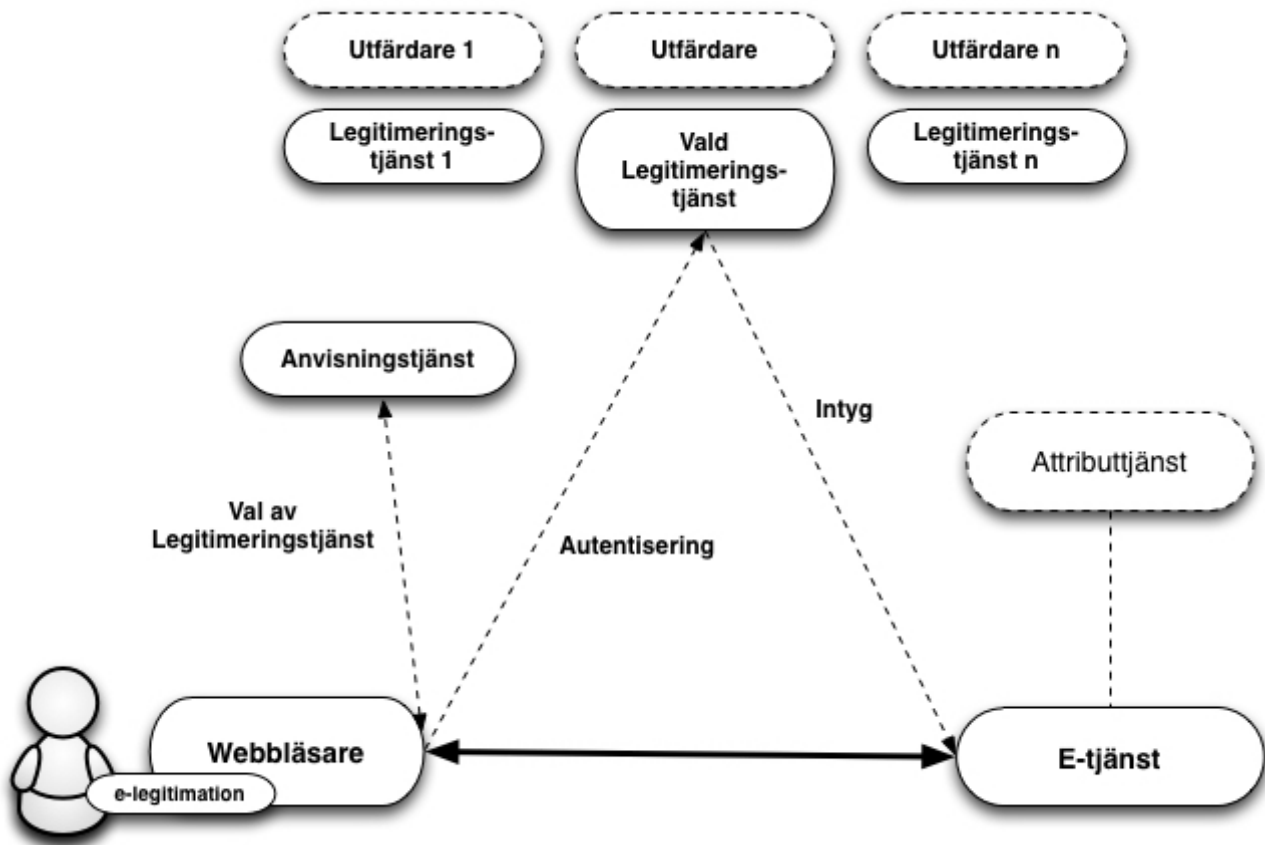 Utfärdare 1
Utfärdare
Utfärdare n
Legitimerings-
tjänst 1
Vald
Legitimerings-
tjänst
Legitimerings-
tjänst n
Anvisningstjänst
Intyg
Attributtjänst
Val av
Legitimeringstjänst
Autentisering
Webbläsare
E-tjänst
e-legitimation